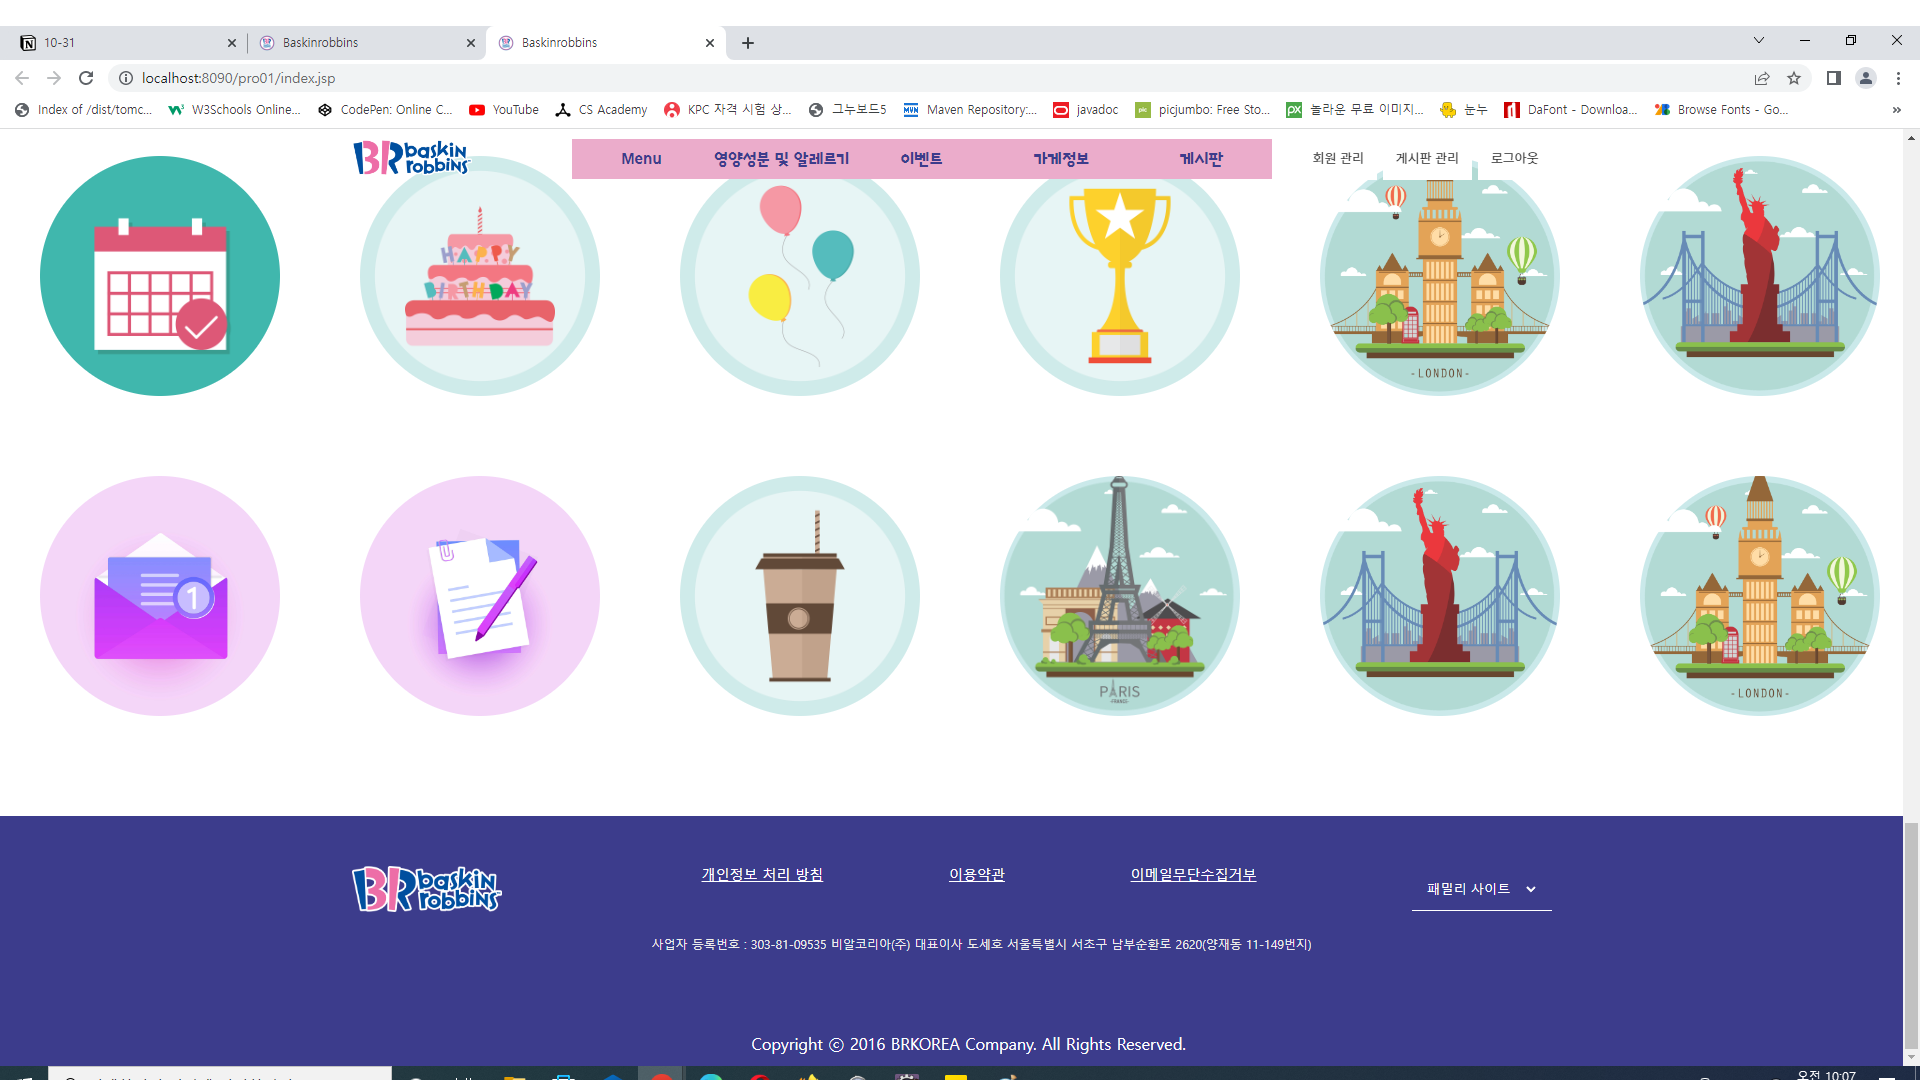 10-31
Baskinrobbins
Baskinrobbins
localhost:8090/pro01/index.jsp
Index of /dist/tomc...
W3Schools Online...
CodePen: Online C...
YouTube
CS Academy
KPC 자격 시험 상...
그누보드5
Maven Repository:...
javadoc
picjumbo: Free Sto...
놀라운 무료 이미지...
눈누
DaFont - Downloa...
Browse Fonts - Go...
BR baskin robbins
Menu
영양성분 및 알레르기
이벤트
가게정보
게시판
회원 관리
게시판 관리
로그아웃
HAPPY
BIRTHDAY
-LONDON-
1
PARIS
-FRANCE-
-LONDON-
BR baskin robbins
개인정보 처리 방침
이용약관
이메일무단수집거부
패밀리 사이트
사업자 등록번호 : 303-81-09535 비알코리아(주) 대표이사 도세호 서울특별시 서초구 남부순환로 2620(양재동 11-149번지)
Copyright ⓒ 2016 BRKOREA Company. All Rights Reserved.
오전 10:07